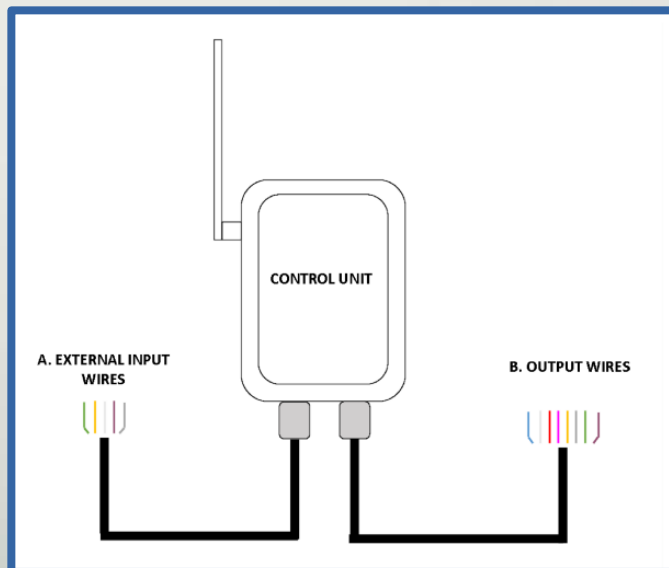 CONTROL UNIT
A. EXTERNAL INPUT
WIRES
B. OUTPUT WIRES